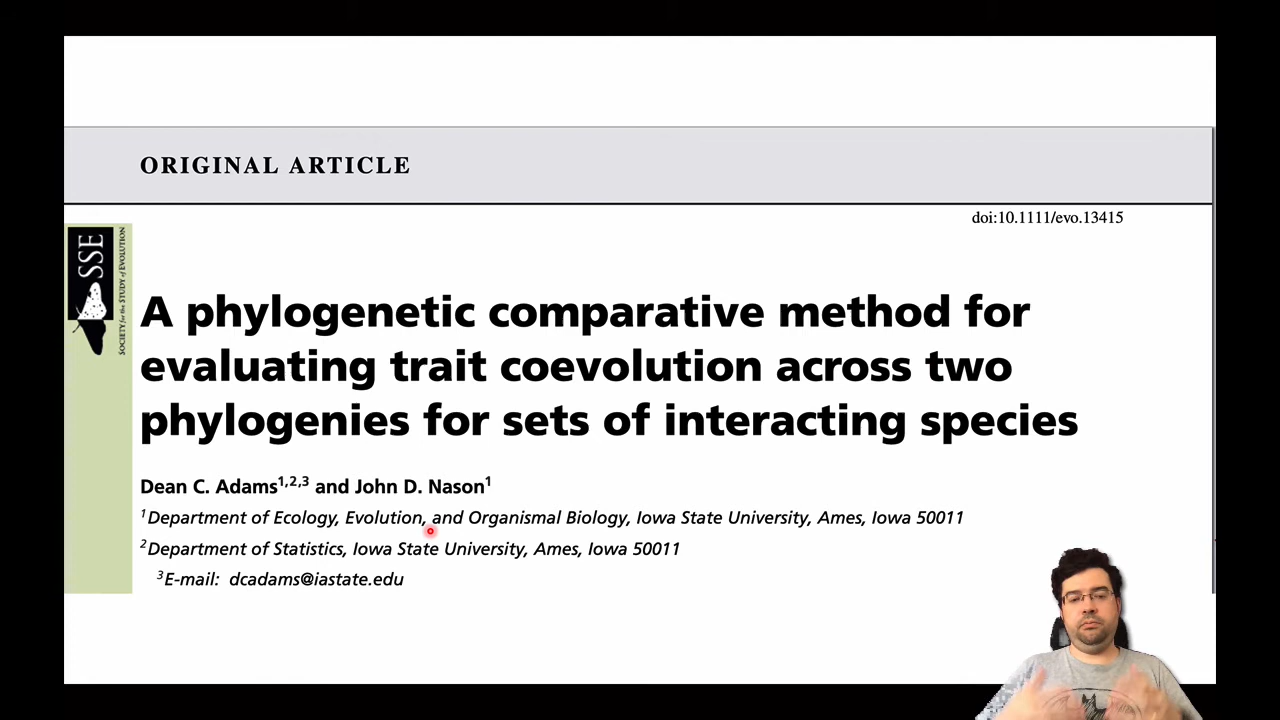 ORIGINAL ARTICLE
doi:10.1111/evo.13415
SSE
SOCIETY for the STUDY of EVOLUTION
A phylogenetic comparative method for
evaluating trait coevolution across two
phylogenies for sets of interacting species
Dean C. Adams1,2,3 and John D. Nason1
1Department of Ecology, Evolution, and Organismal Biology, Iowa State University, Ames, Iowa 50011
2Department of Statistics, Iowa State University, Ames, Iowa 50011
3E-mail: dcadams@iastate.edu